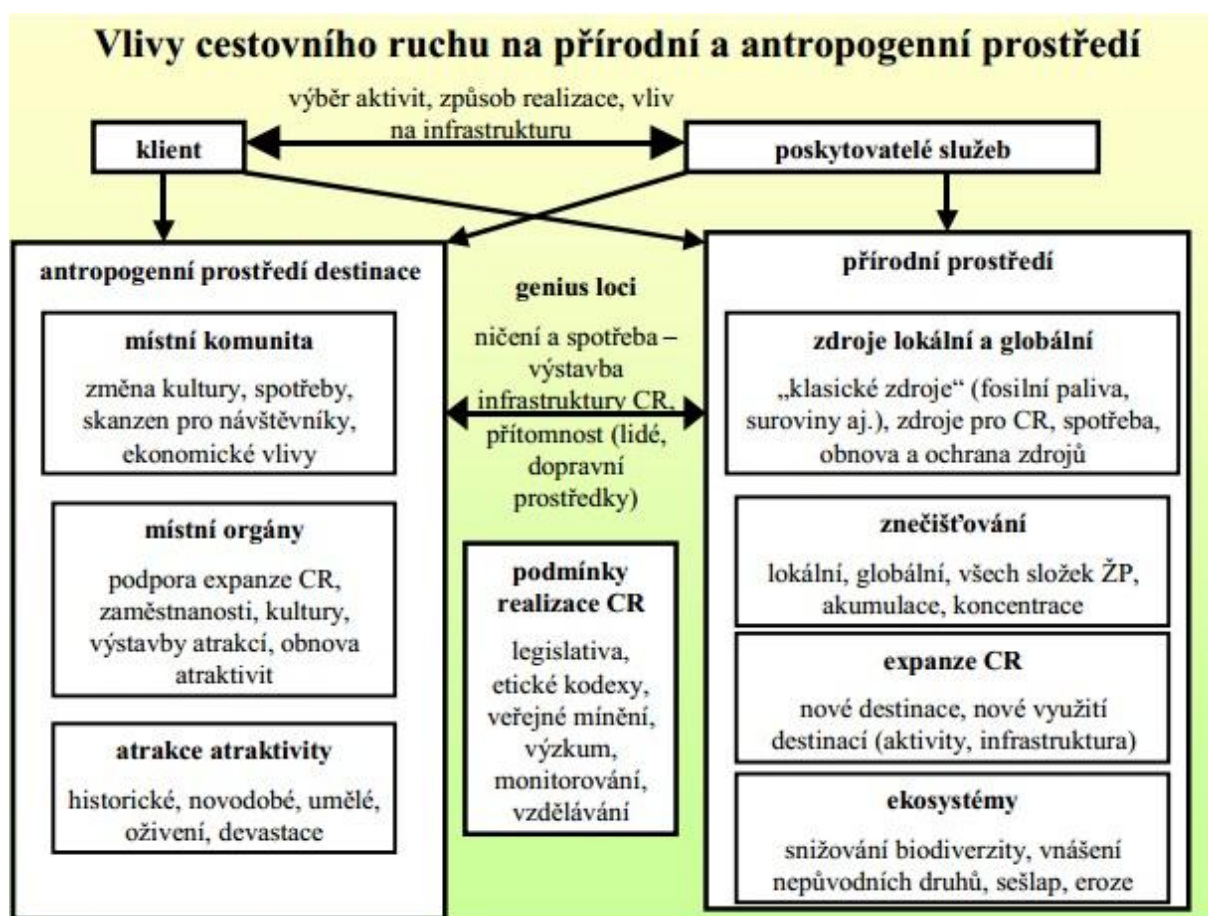 Vlivy cestovního ruchu na přírodní a antropogenní prostředí
výběr aktivit, způsob realizace, vliv
na infrastrukturu
klient
poskytovatelé služeb
antropogenní prostředí destinace
místní komunita
změna kultury, spotřeby,
skanzen pro návštěvníky,
ekonomické vlivy
místní orgány
podpora expanze CR,
zaměstnanosti, kultury,
výstavby atrakcí, obnova
atraktivit
atrakce atraktivity
historické, novodobé, umělé,
oživení, devastace
genius loci
ničení a spotřeba –
výstavba
infrastruktury CR,
přítomnost (lidé,
dopravní
prostředky)
podmínky
realizace CR
legislativa,
etické kodexy,
veřejné mínění,
výzkum,
monitorování,
vzdělávání
přírodní prostředí
zdroje lokální a globální
„klasické zdroje“ (fosilní paliva,
suroviny aj.), zdroje pro CR, spotřeba,
obnova a ochrana zdrojů
znečišťování
lokální, globální, všech složek ŽP,
akumulace, koncentrace
expanze CR
nové destinace, nové využití
destinací (aktivity, infrastruktura)
ekosystémy
snižování biodiverzity, vnášení
nepůvodních druhů, sešlap, eroze